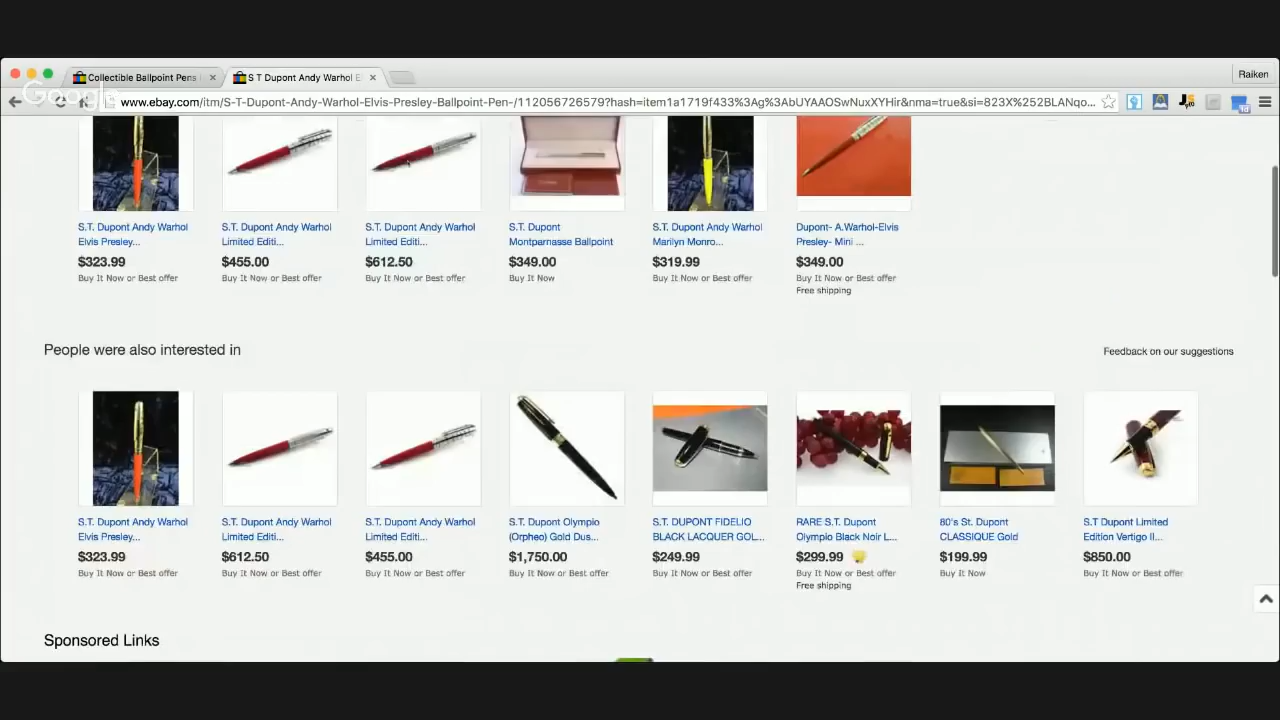 Collectible Ballpoint Pens
S T Dupont Andy Warhol E
Raiken
Google
www.ebay.com/itm/S-T-Dupont-Andy-Warhol-Elvis-Presley-Ballpoint-Pen-/112056726579?hash=item1a1719f433%3Ag%3AbUYAAOSwNuxXYHir&nma=true&si=823X%252BLANqo...
S.T. Dupont Andy Warhol
Elvis Presley...
$323.99
Buy It Now or Best offer
S.T. Dupont Andy Warhol
Limited Editi...
$455.00
Buy It Now or Best offer
S.T. Dupont Andy Warhol
Limited Editi...
$612.50
Buy It Now or Best offer
S.T. Dupont
Montparnasse Ballpoint
$349.00
Buy It Now
S.T. Dupont Andy Warhol
Marilyn Monro...
$319.99
Buy It Now or Best offer
Dupont- A.Warhol-Elvis
Presley- Mini ...
$349.00
Buy It Now or Best offer
Free shipping
People were also interested in
Feedback on our suggestions
S.T. Dupont Andy Warhol
Elvis Presley...
$323.99
Buy It Now or Best offer
S.T. Dupont Andy Warhol
Limited Editi...
$612.50
Buy It Now or Best offer
S.T. Dupont Andy Warhol
Limited Editi...
$455.00
Buy It Now or Best offer
S.T. Dupont Olympio
(Orpheo) Gold Dus...
$1,750.00
Buy It Now or Best offer
S.T. DUPONT FIDELIO
BLACK LACQUER GOL...
$249.99
Buy It Now or Best offer
RARE S.T. Dupont
Olympio Black Noir L...
$299.99
Buy It Now or Best offer
Free shipping
80's St. Dupont
CLASSIQUE Gold
$199.99
Buy It Now
S.T Dupont Limited
Edition Vertigo II...
$850.00
Buy It Now or Best offer
Sponsored Links